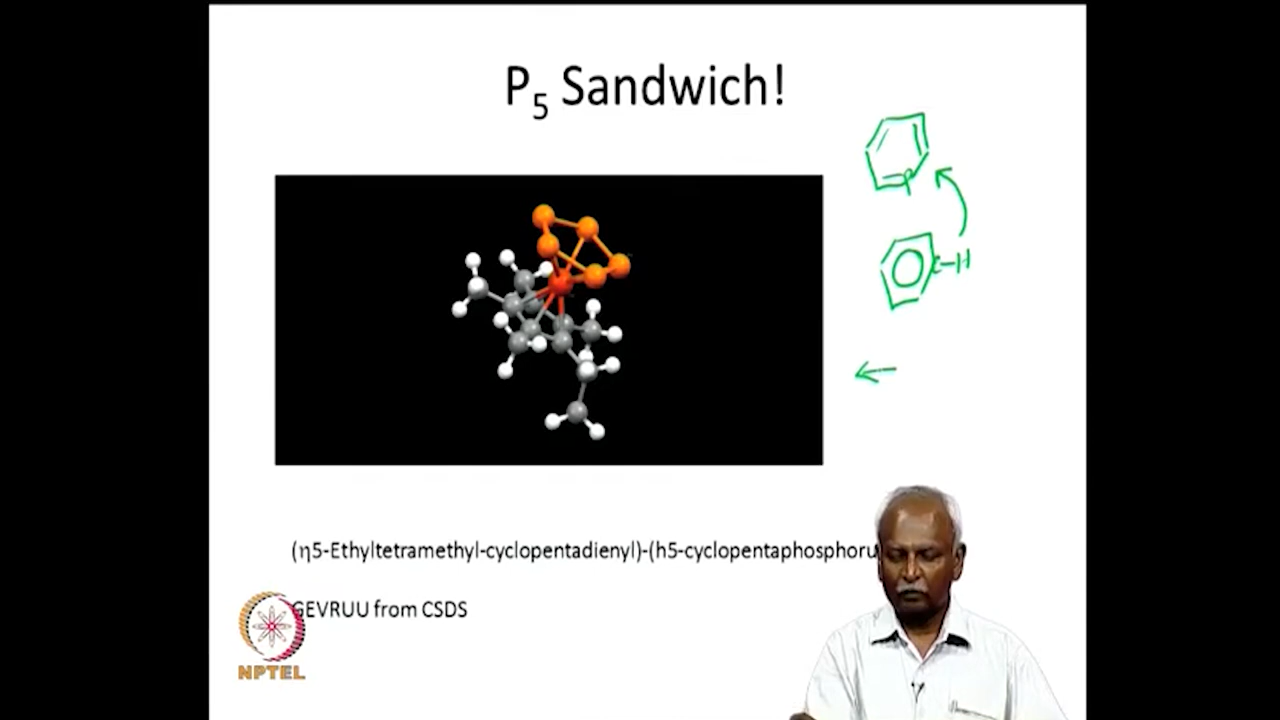 P5 Sandwich!
P
C-H
(η5-Ethyltetramethyl-cyclopentadienyl)-(h5-cyclopentaphosphoru
GEVRUU from CSDS
NPTEL